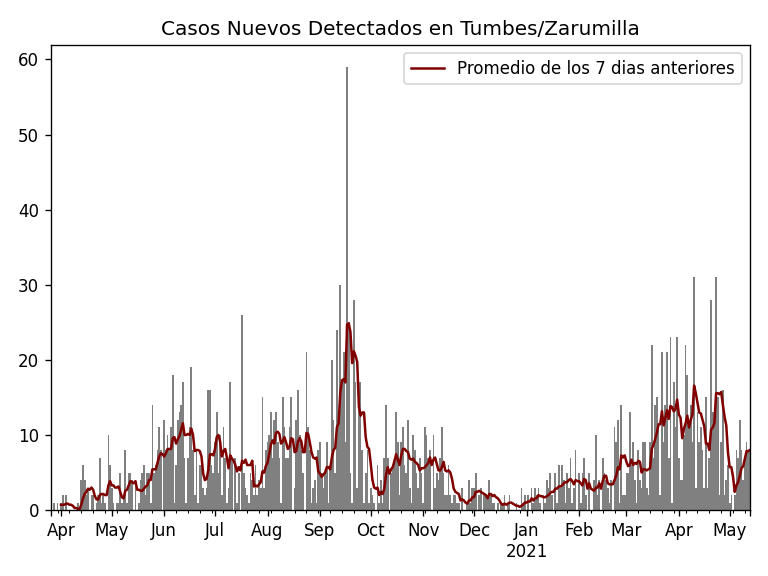 Casos Nuevos Detectados en Tumbes/Zarumilla
Promedio de los 7 dias anteriores
60
50
40
30
20
10
0
Apr May Jun Jul Aug Sep Oct Nov Dec Jan Feb Mar Apr May
2021